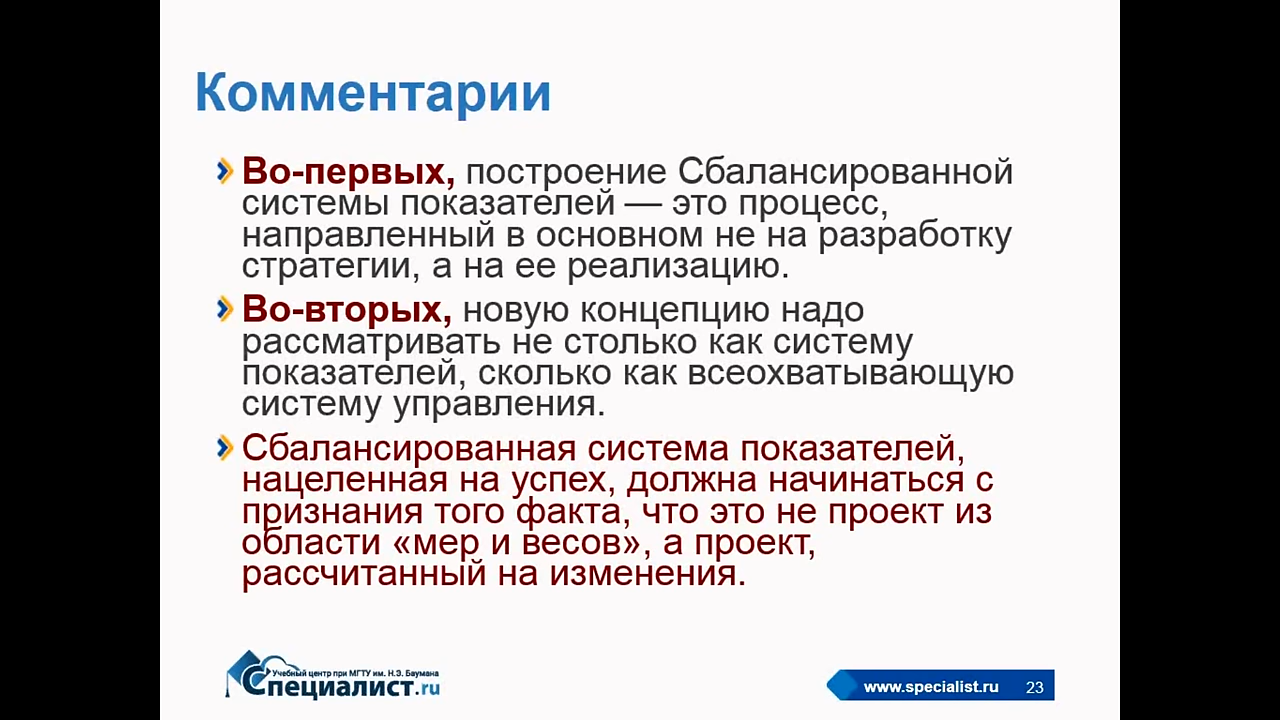 Комментарии
Во-первых, построение Сбалансированной
системы показателей — это процесс,
направленный в основном не на разработку
стратегии, а на ее реализацию.
Во-вторых, новую концепцию надо
рассматривать не столько как систему
показателей, сколько как всеохватывающую
систему управления.
Сбалансированная система показателей,
нацеленная на успех, должна начинаться с
признания того факта, что это не проект из
области «мер и весов», а проект,
рассчитанный на изменения.
Учебный центр при МГТУ им. Н.Э. Баумана
Специалист.ru
www.specialist.ru 23